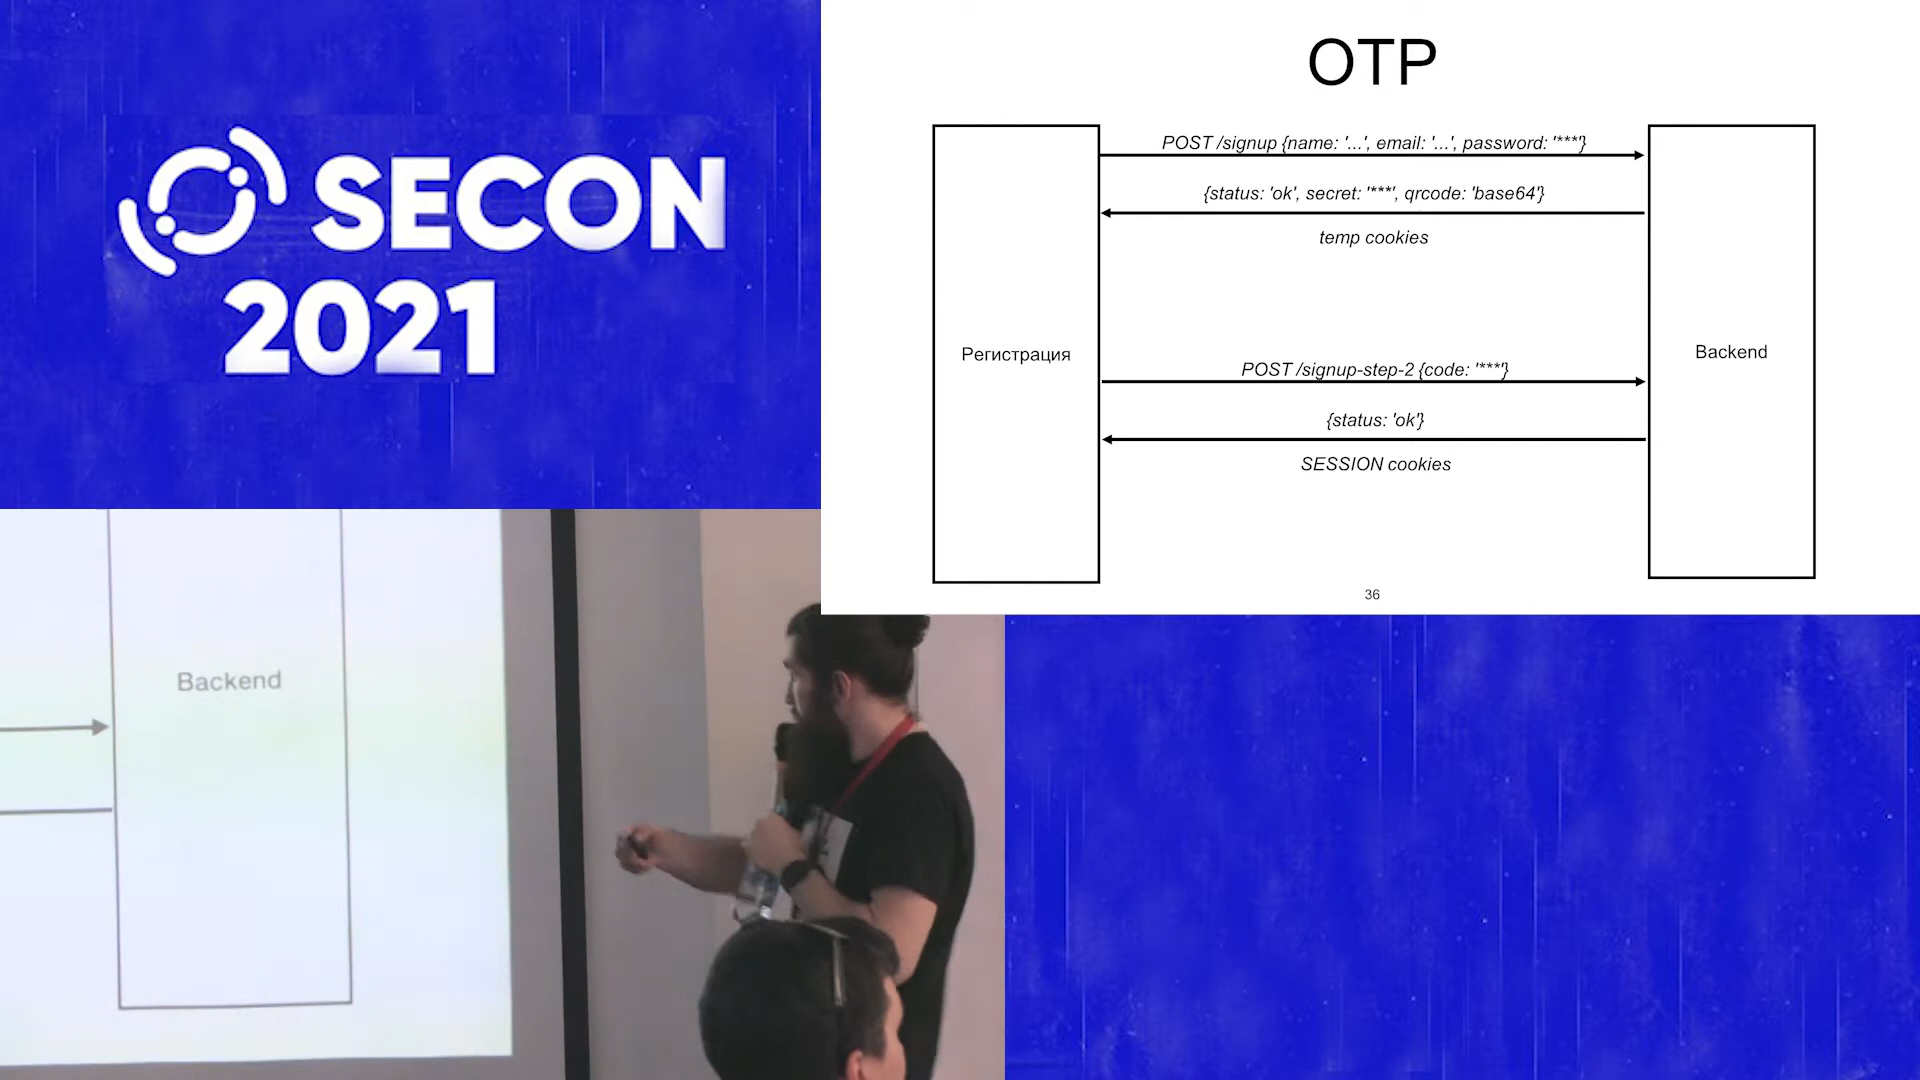 SECON
2021
OTP
POST /signup {name: '...', email: '...', password: '***'}
{status: 'ok', secret: '***', qrcode: 'base64'}
temp cookies
Регистрация
Backend
POST /signup-step-2 {code: '***'}
{status: 'ok'}
SESSION cookies
36
Backend